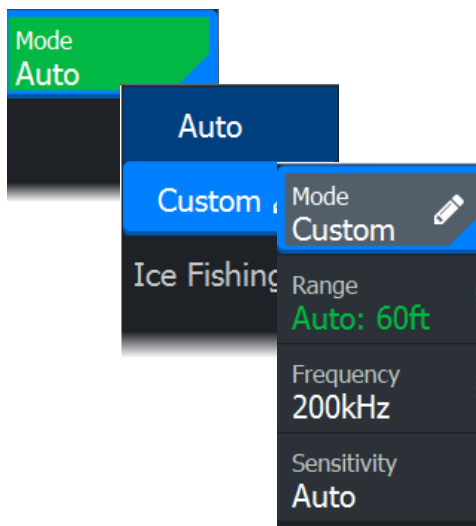 Mode
Auto
Auto
Custom
Ice Fishing
Mode
Custom
Range
Auto: 60ft
Frequency
200kHz
Sensitivity
Auto